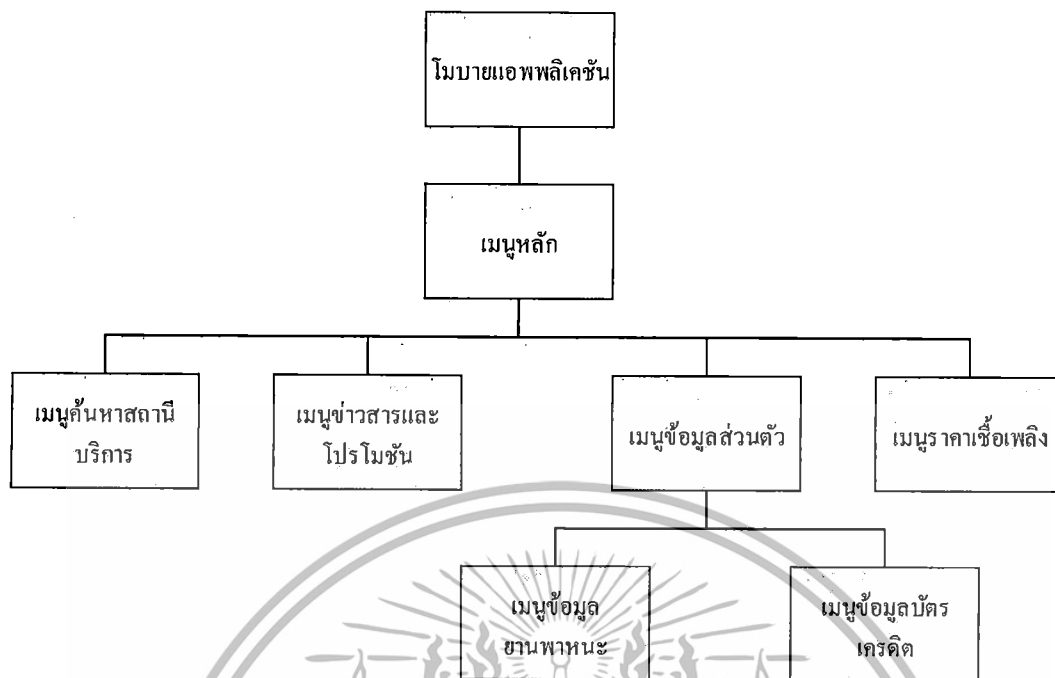 โมบายแอพพลิเคชัน
เมนูหลัก
เมนูค้นหาสถานี
บริการ
เมนูข่าวสารและ
โปรโมชัน
เมนูข้อมูลส่วนตัว
เมนูราคาเชื้อเพลิง
เมนูข้อมูล
ยานพาหนะ
เมนูข้อมูลบัตร
เครดิต